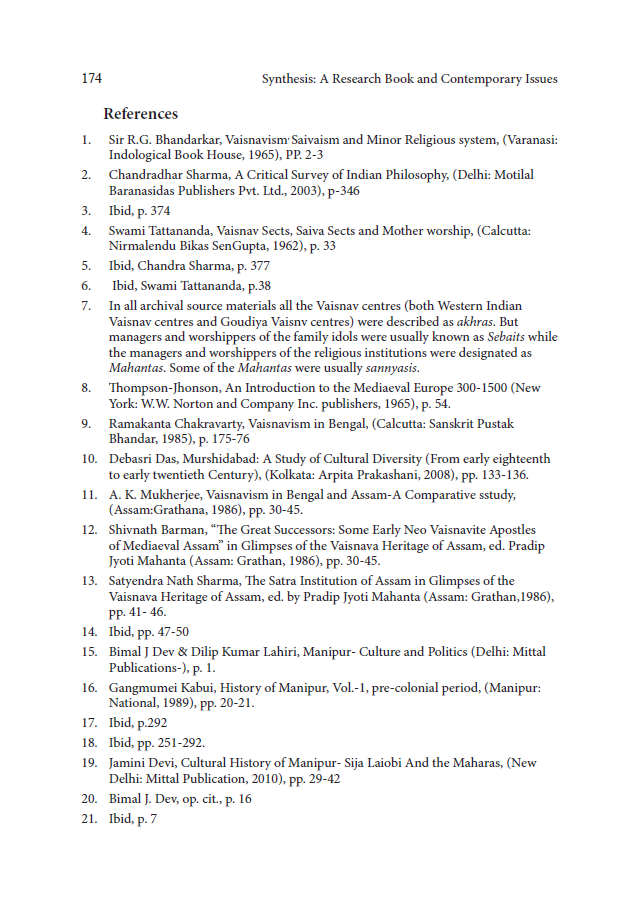 174 Synthesis: A Research Book and Contemporary Issues
References
1. Sir R.G. Bhandarkar, Vaisnavism, Saivaism and Minor Religious system, (Varanasi:
Indological Book House, 1965), PP. 2-3
2. Chandradhar Sharma, A Critical Survey of Indian Philosophy, (Delhi: Motilal
Baranasidas Publishers Pvt. Ltd., 2003), p-346
3. Ibid, p. 374
4. Swami Tattananda, Vaisnav Sects, Saiva Sects and Mother worship, (Calcutta:
Nirmalendu Bikas SenGupta, 1962), p. 33
5. Ibid, Chandra Sharma, p. 377
6. Ibid, Swami Tattananda, p.38
7. In all archival source materials all the Vaisnav centres (both Western Indian
Vaisnav centres and Goudiya Vaisnv centres) were described as akhras. But
managers and worshippers of the family idols were usually known as Sebaits while
the managers and worshippers of the religious institutions were designated as
Mahantas. Some of the Mahantas were usually sannyasis.
8. Thompson-Jhonson, An Introduction to the Mediaeval Europe 300-1500 (New
York: W.W. Norton and Company Inc. publishers, 1965), p. 54.
9. Ramakanta Chakravarty, Vaisnavism in Bengal, (Calcutta: Sanskrit Pustak
Bhandar, 1985), p. 175-76
10. Debasri Das, Murshidabad: A Study of Cultural Diversity (From early eighteenth
to early twentieth Century), (Kolkata: Arpita Prakashani, 2008), pp. 133-136.
11. A. K. Mukherjee, Vaisnavism in Bengal and Assam-A Comparative sstudy,
(Assam:Grathana, 1986), pp. 30-45.
12. Shivnath Barman, “The Great Successors: Some Early Neo Vaisnavite Apostles
of Mediaeval Assam” in Glimpses of the Vaisnava Heritage of Assam, ed. Pradip
Jyoti Mahanta (Assam: Grathan, 1986), pp. 30-45.
13. Satyendra Nath Sharma, The Satra Institution of Assam in Glimpses of the
Vaisnava Heritage of Assam, ed. by Pradip Jyoti Mahanta (Assam: Grathan,1986),
pp. 41- 46.
14. Ibid, pp. 47-50
15. Bimal J Dev & Dilip Kumar Lahiri, Manipur- Culture and Politics (Delhi: Mittal
Publications-), p. 1.
16. Gangmumei Kabui, History of Manipur, Vol.-1, pre-colonial period, (Manipur:
National, 1989), pp. 20-21.
17. Ibid, p.292
18. Ibid, pp. 251-292.
19. Jamini Devi, Cultural History of Manipur- Sija Laiobi And the Maharas, (New
Delhi: Mittal Publication, 2010), pp. 29-42
20. Bimal J. Dev, op. cit., p. 16
21. Ibid, p. 7